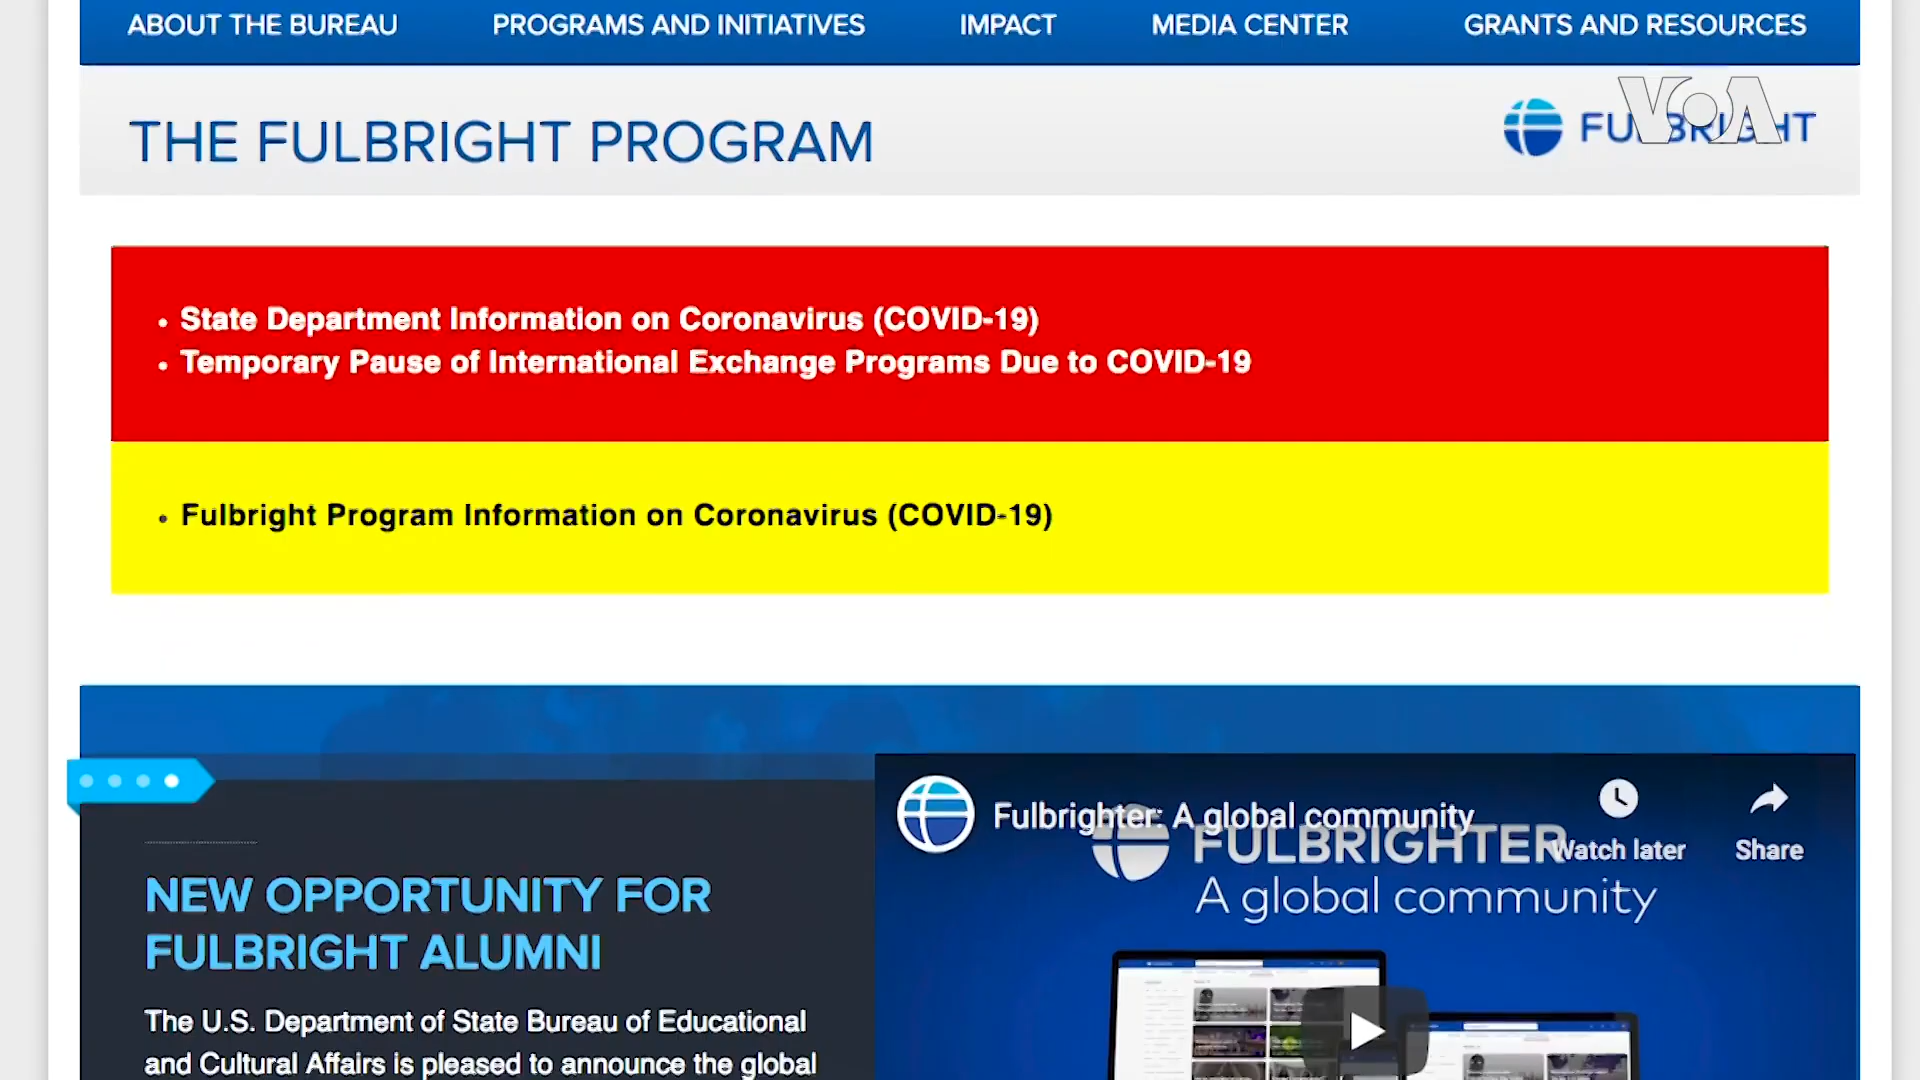 ABOUT THE BUREAU PROGRAMS AND INITIATIVES IMPACT MEDIA CENTER GRANTS AND RESOURCES
THE FULBRIGHT PROGRAM
FULBRIGHT
VOA
• State Department Information on Coronavirus (COVID-19)
• Temporary Pause of International Exchange Programs Due to COVID-19
• Fulbright Program Information on Coronavirus (COVID-19)
Fulbrighter: A global community
Watch later
Share
FULBRIGHTER
A global community
NEW OPPORTUNITY FOR
FULBRIGHT ALUMNI
The U.S. Department of State Bureau of Educational
and Cultural Affairs is pleased to announce the global